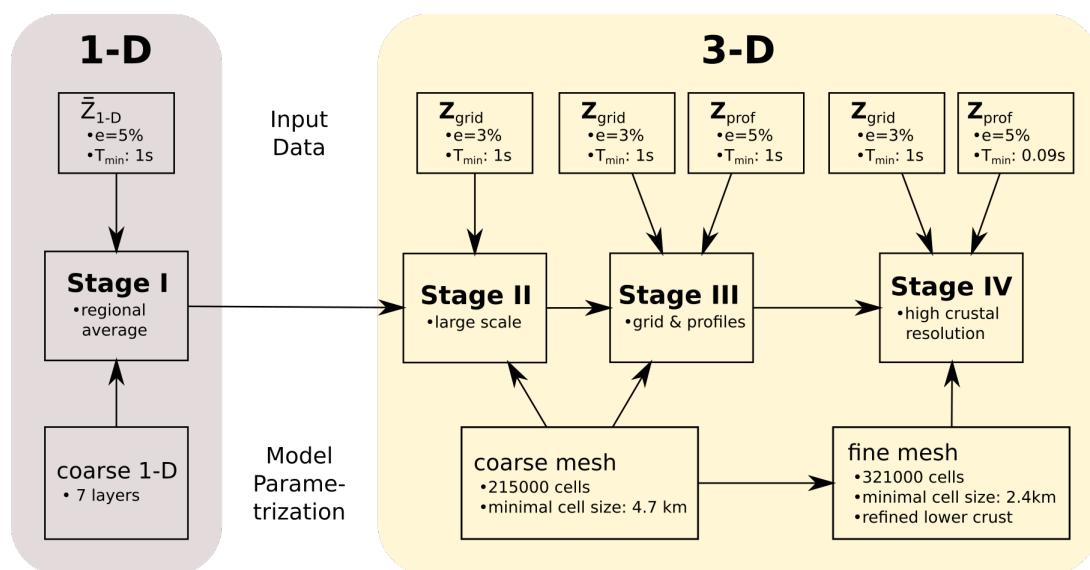 1-D
3-D
Input
Data
Z̄1-D
•e=5%
•Tmin: 1s
Zgrid
•e=3%
•Tmin: 1s
Zgrid
•e=3%
•Tmin: 1s
Zprof
•e=5%
•Tmin: 1s
Zgrid
•e=3%
•Tmin: 1s
Zprof
•e=5%
•Tmin: 0.09s
Stage I
•regional
average
Stage II
•large scale
Stage III
•grid & profiles
Stage IV
•high crustal
resolution
coarse 1-D
• 7 layers
Model
Parame-
trization
coarse mesh
•215000 cells
•minimal cell size: 4.7 km
fine mesh
•321000 cells
•minimal cell size: 2.4km
•refined lower crust